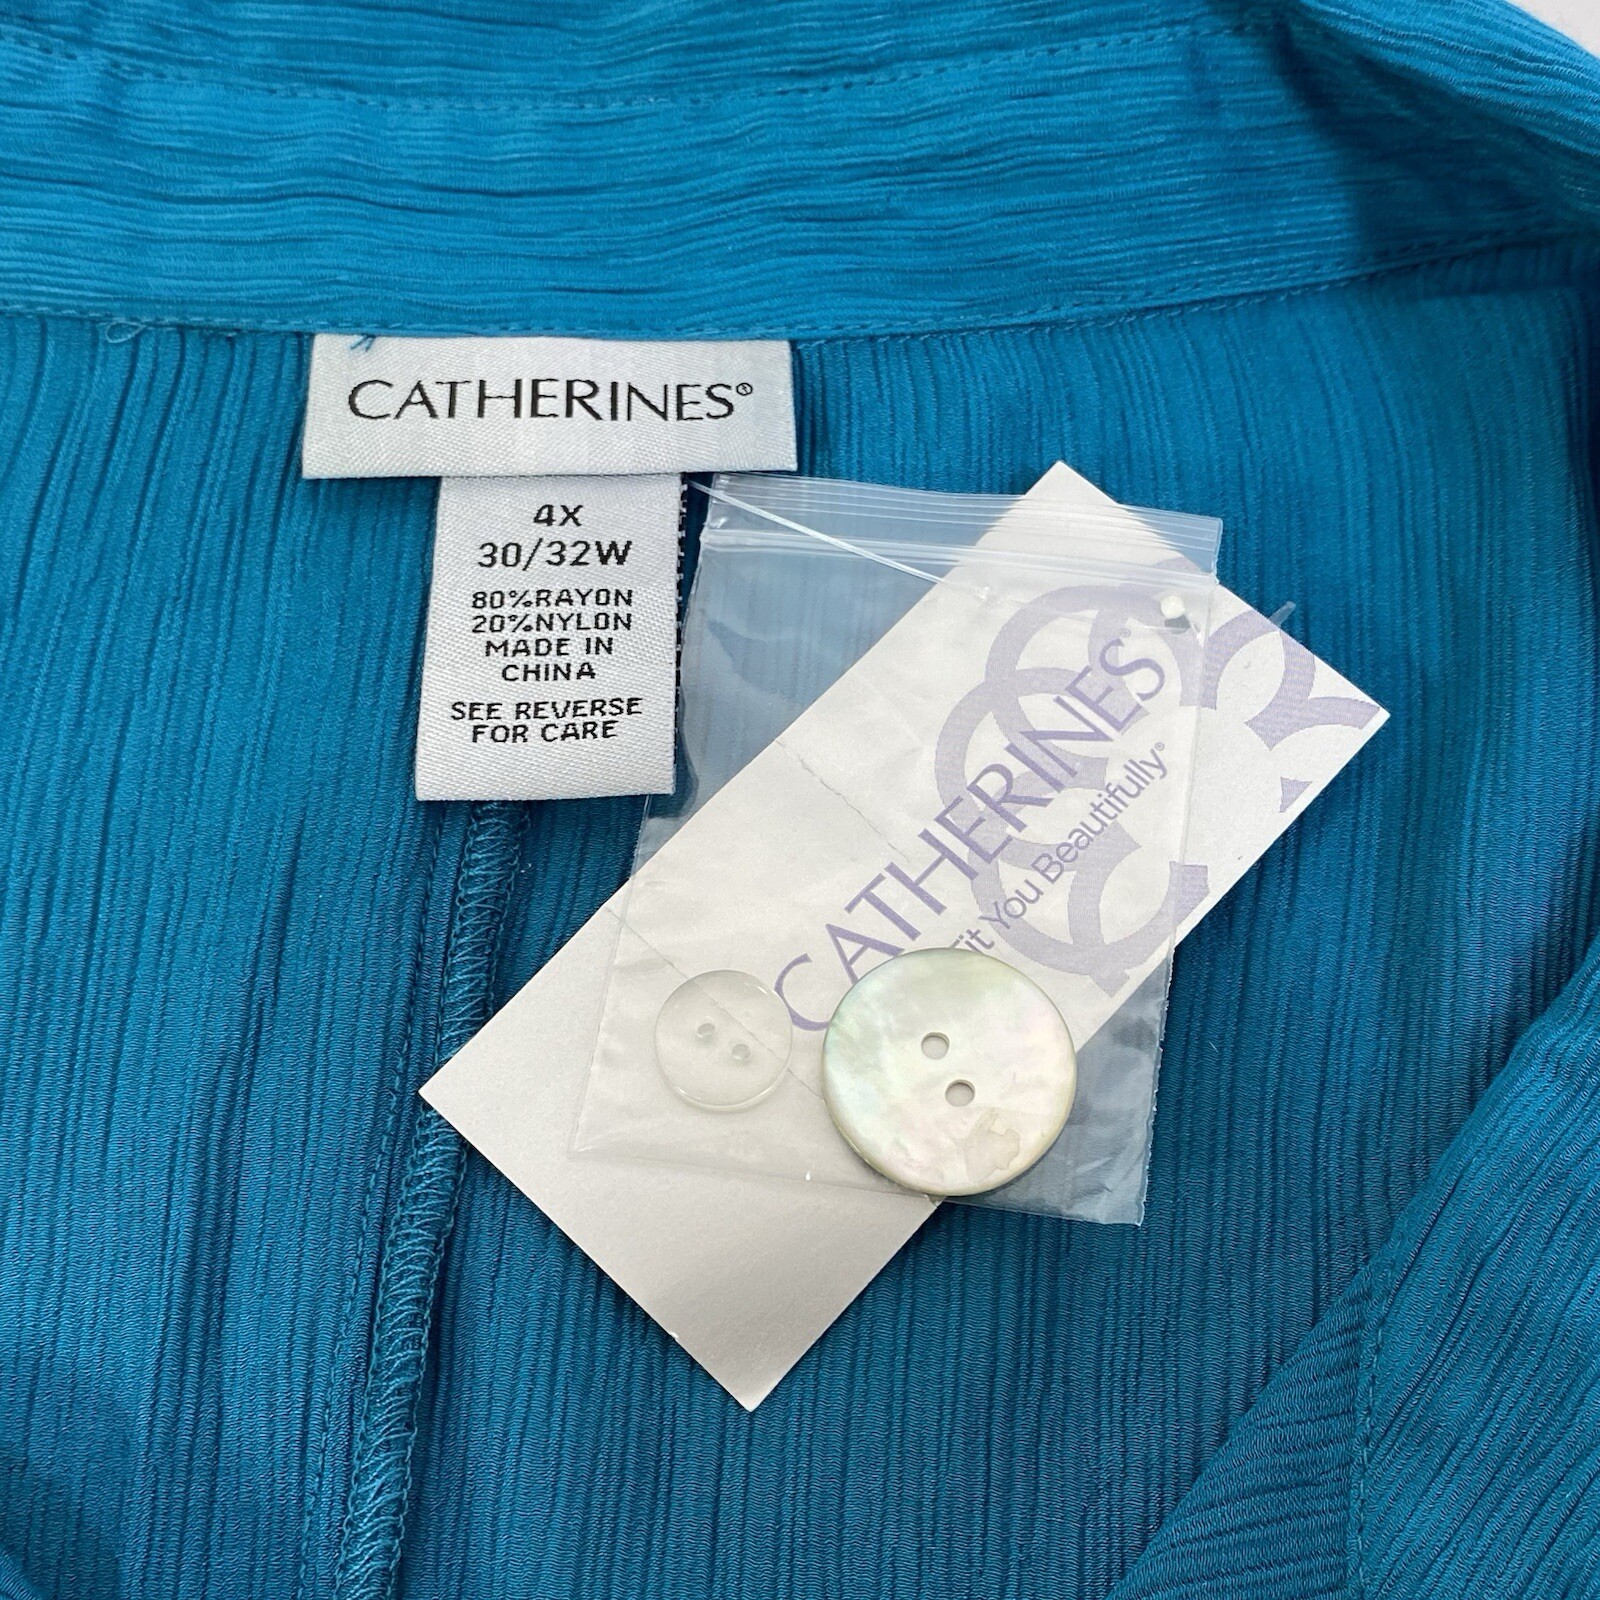 CATHERINES®
4X
30/32W
80%RAYON
20%NYLON
MADE IN
CHINA
SEE REVERSE
FOR CARE
CATHERINES®
Fit You Beautifully®